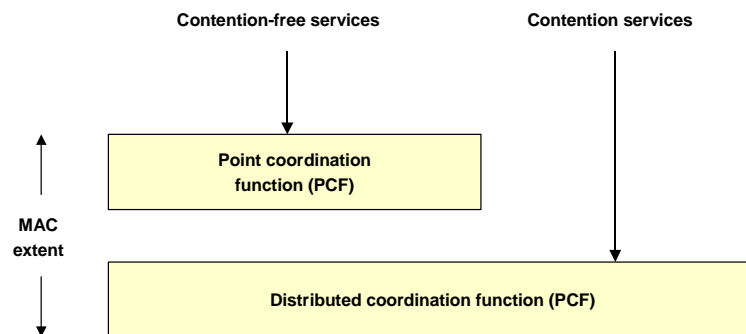 Contention-free services
Contention services
Point coordination
function (PCF)
MAC
extent
Distributed coordination function (PCF)